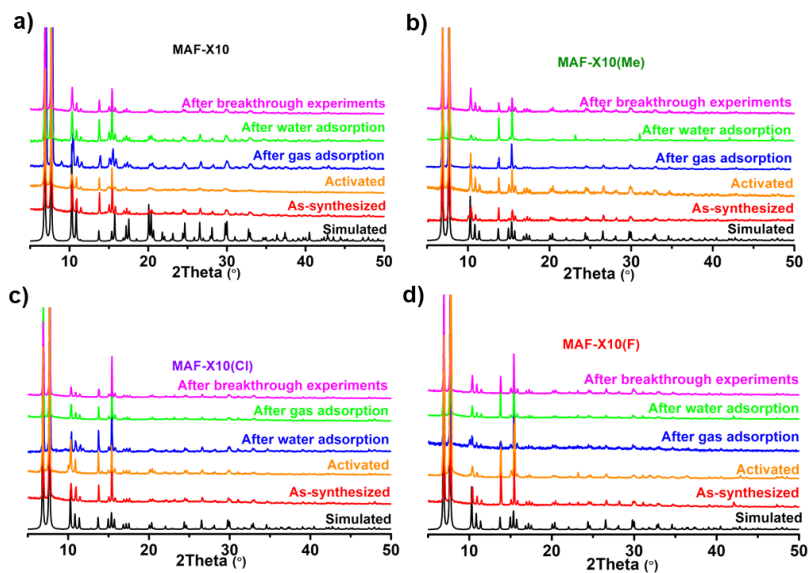 a)
MAF-X10
After breakthrough experiments
After water adsorption
After gas adsorption
Activated
As-synthesized
Simulated
10 20 30 40 50
2Theta (°)
b)
MAF-X10(Me)
After breakthrough experiments
After water adsorption
After gas adsorption
Activated
As-synthesized
Simulated
10 20 30 40 50
2Theta (°)
c)
MAF-X10(Cl)
After breakthrough experiments
After gas adsorption
After water adsorption
Activated
As-synthesized
Simulated
10 20 30 40 50
2Theta (°)
d)
MAF-X10(F)
After breakthrough experiments
After water adsorption
After gas adsorption
Activated
As-synthesized
Simulated
10 20 30 40 50
2Theta (°)